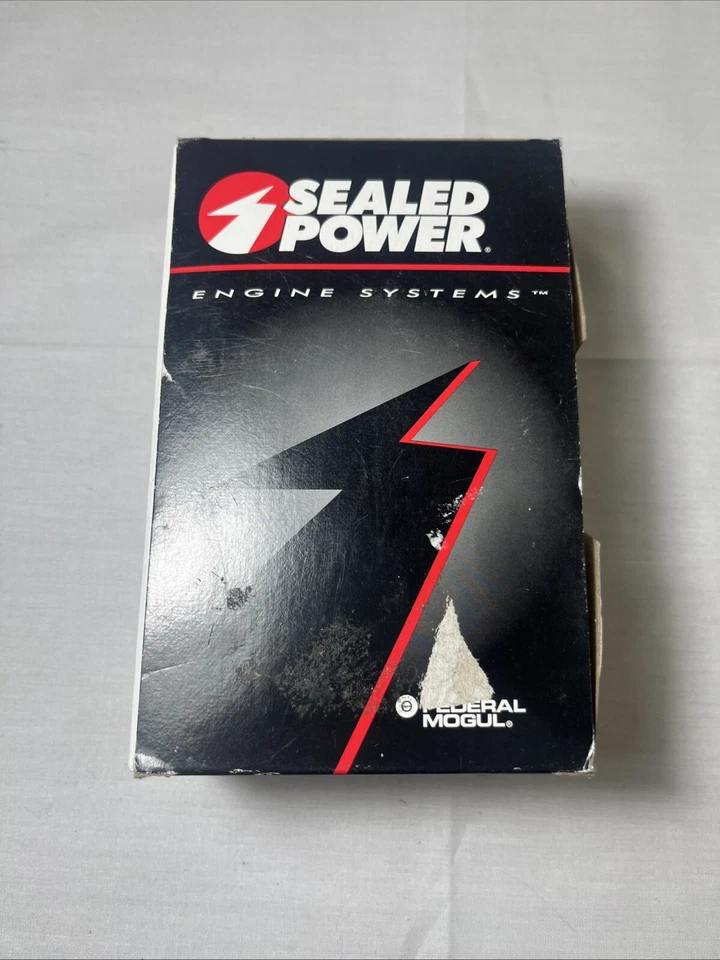 SEALED
POWER®
ENGINE SYSTEMS™
FEDERAL
MOGUL®